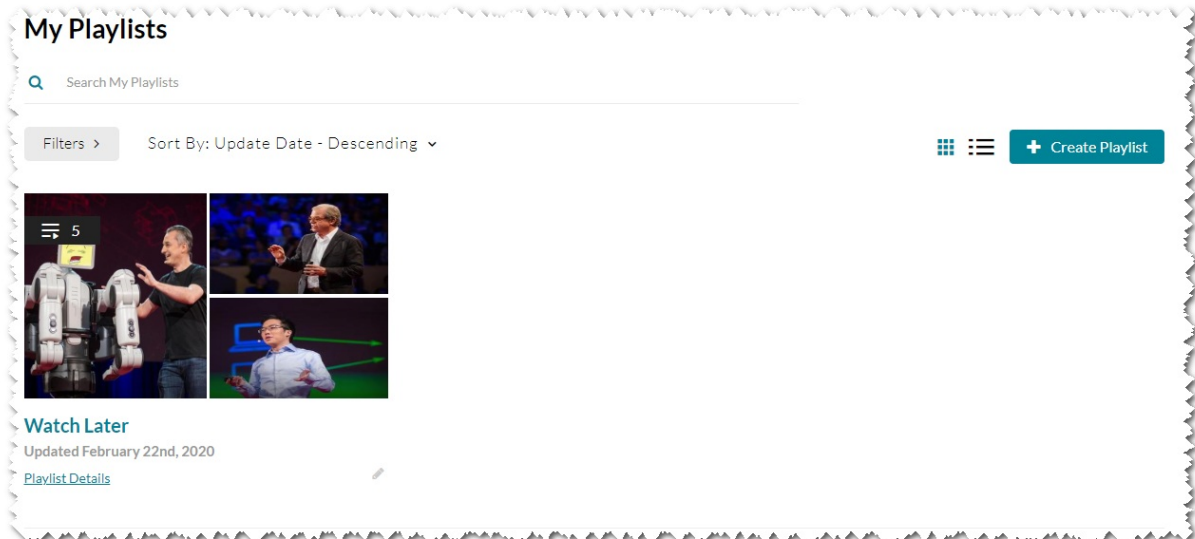 My Playlists
Search My Playlists
Filters >
Sort By: Update Date - Descending
Create Playlist
5
Watch Later
Updated February 22nd, 2020
Playlist Details